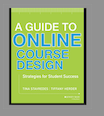 A GUIDE TO
ONLINE
COURSE
DESIGN
Strategies for Student Success